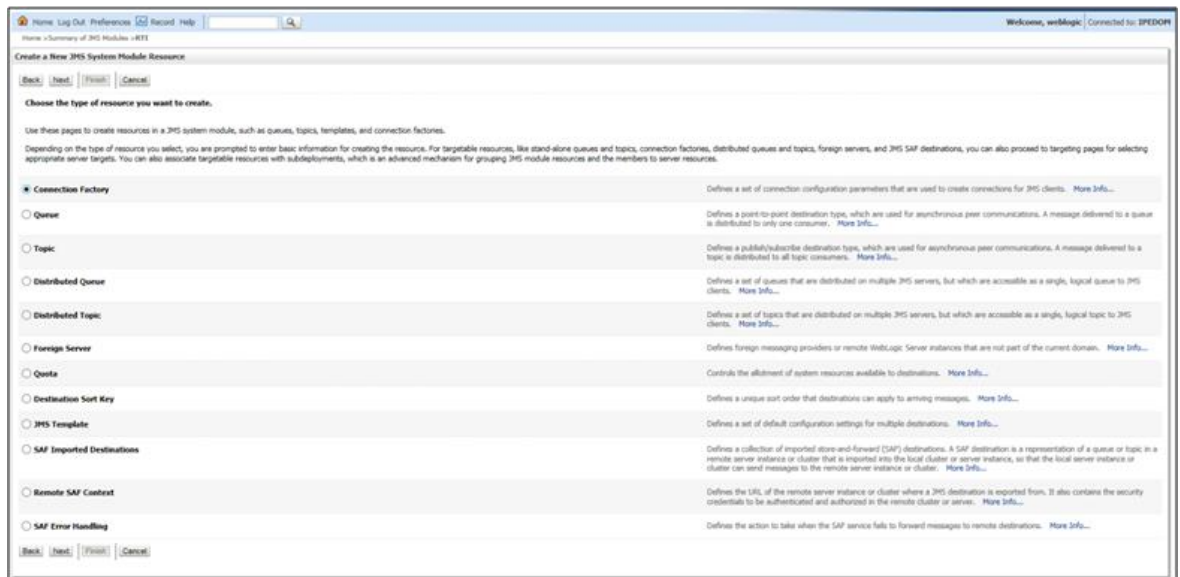 Home Log Out Preferences Record Help
Welcome, weblogic Connected to: IPEDOM
Home >Summary of JMS Modules >RTI
Create a New JMS System Module Resource
Back Next Finish Cancel
Choose the type of resource you want to create.
Use these pages to create resources in a JMS system module, such as queues, topics, templates, and connection factories.
Depending on the type of resource you select, you are prompted to enter basic information for creating the resource. For targetable resources, like stand-alone queues and topics, connection factories, distributed queues and topics, foreign servers, and JMS SAF destinations, you can also proceed to targeting pages for selecting
appropriate server targets. You can also associate targetable resources with subdeployments, which is an advanced mechanism for grouping JMS module resources and the members to server resources.
Connection Factory
Defines a set of connection configuration parameters that are used to create connections for JMS clients. More Info...
Queue
Defines a point-to-point destination type, which are used for asynchronous peer communications. A message delivered to a queue
is distributed to only one consumer. More Info...
Topic
Defines a publish/subscribe destination type, which are used for asynchronous peer communications. A message delivered to a
topic is distributed to all topic consumers. More Info...
Distributed Queue
Defines a set of queues that are distributed on multiple JMS servers, but which are accessible as a single, logical queue to JMS
clients. More Info...
Distributed Topic
Defines a set of topics that are distributed on multiple JMS servers, but which are accessible as a single, logical topic to JMS
clients. More Info...
Foreign Server
Defines foreign messaging providers or remote WebLogic Server instances that are not part of the current domain. More Info...
Quota
Controls the allotment of system resources available to destinations. More Info...
Destination Sort Key
Defines a unique sort order that destinations can apply to arriving messages. More Info...
JMS Template
Defines a set of default configuration settings for multiple destinations. More Info...
SAF Imported Destinations
Defines a collection of imported store-and-forward (SAF) destinations. A SAF destination is a representation of a queue or topic in a
remote server instance or cluster that is imported into the local cluster or server instance, so that the local server instance or
cluster can send messages to the remote server instance or cluster. More Info...
Remote SAF Context
Defines the URL of the remote server instance or cluster where a JMS destination is exported from. It also contains the security
credentials to be authenticated and authorized in the remote cluster or server. More Info...
SAF Error Handling
Defines the action to take when the SAF service fails to forward messages to remote destinations. More Info...
Back Next Finish Cancel